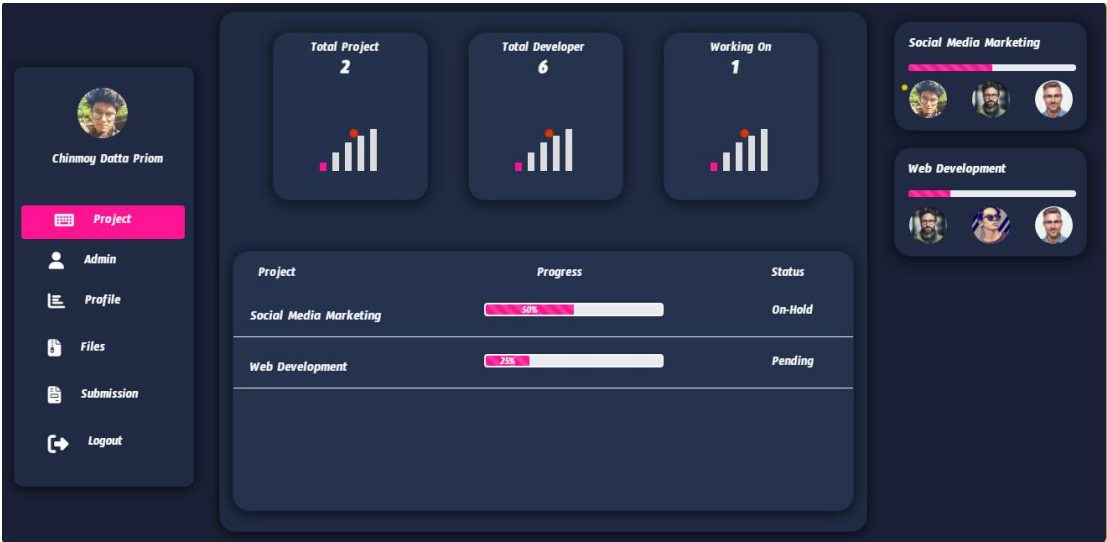 Chinmoy Datta Priom
Project
Admin
Profile
Files
Submission
Logout
Total Project
2
Total Developer
6
Working On
1
Project Progress Status
Social Media Marketing 50% On-Hold
Web Development 25% Pending
Social Media Marketing
Web Development